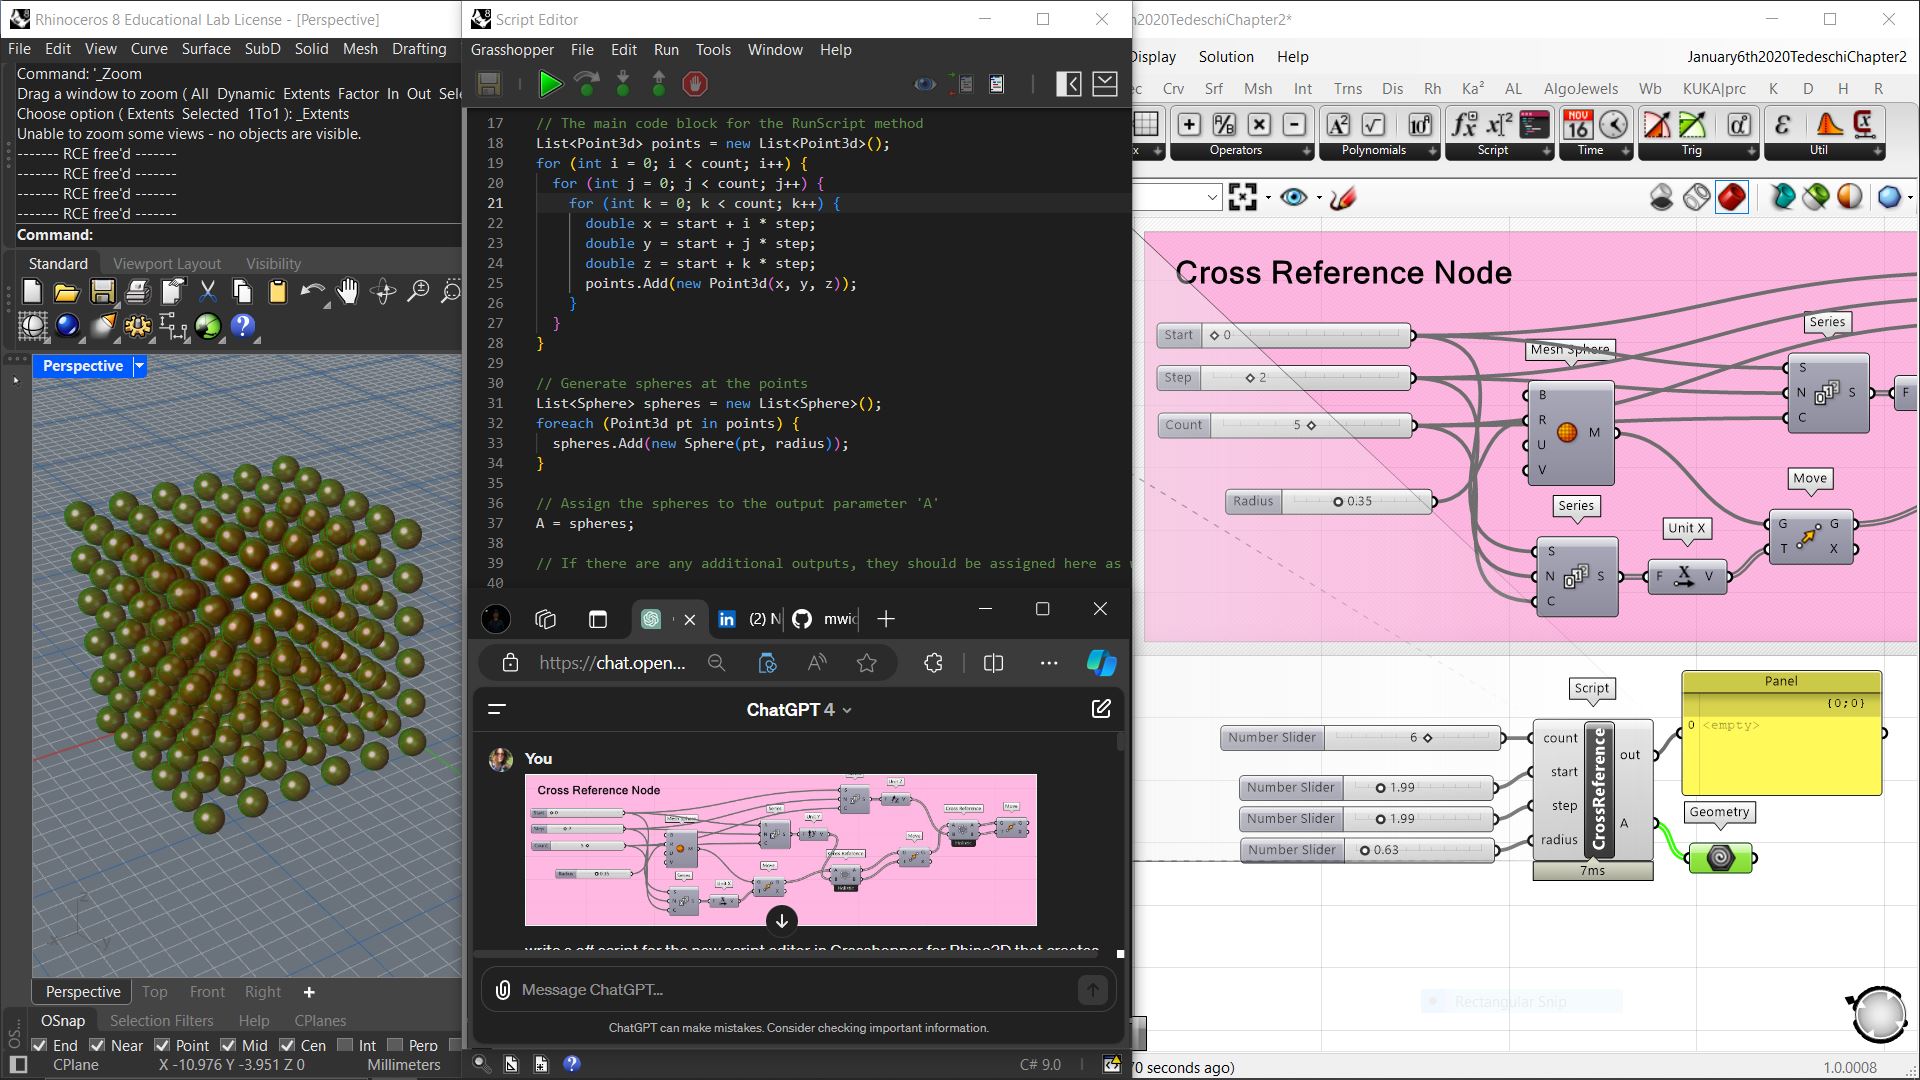 Rhinoceros 8 Educational Lab License - [Perspective]
File Edit View Curve Surface SubD Solid Mesh Drafting
Command: '_Zoom
Drag a window to zoom ( All Dynamic Extents Factor In Out Sele
Choose option ( Extents Selected 1To1 ): _Extents
Unable to zoom some views - no objects are visible.
------- RCE free'd -------
------- RCE free'd -------
------- RCE free'd -------
------- RCE free'd -------
Command:
Standard Viewport Layout Visibility
Perspective
Perspective Top Front Right
OSnap Selection Filters Help CPlanes
End Near Point Mid Cen Int Perp
CPlane X -10.976 Y -3.951 Z 0 Millimeters
Script Editor
Grasshopper File Edit Run Tools Window Help
17 // The main code block for the RunScript method
18 List<Point3d> points = new List<Point3d>();
19 for (int i = 0; i < count; i++) {
20 for (int j = 0; j < count; j++) {
21 for (int k = 0; k < count; k++) {
22 double x = start + i * step;
23 double y = start + j * step;
24 double z = start + k * step;
25 points.Add(new Point3d(x, y, z));
26 }
27 }
28 }
29
30 // Generate spheres at the points
31 List<Sphere> spheres = new List<Sphere>();
32 foreach (Point3d pt in points) {
33 spheres.Add(new Sphere(pt, radius));
34 }
35
36 // Assign the spheres to the output parameter 'A'
37 A = spheres;
38
39 // If there are any additional outputs, they should be assigned here as w
40
(2) N mwic
https://chat.open...
ChatGPT 4
You
Cross Reference Node
write a c# script for the new script editor in Grasshopper for Rhino3D that creates
Message ChatGPT...
ChatGPT can make mistakes. Consider checking important information.
C# 9.0
h2020TedeschiChapter2*
Display Solution Help January6th2020TedeschiChapter2
ec Crv Srf Msh Int Trns Dis Rh Ka² AL AlgoJewels Wb KUKA|prc K D H R
NOV 16
x Operators Polynomials Script Time Trig Util
Cross Reference Node
Start 0
Step 2
Count 5
Radius 0.35
Mesh Sphere
B R U V M
Series
S N C S F
Series
S N C S
Unit X
F X V
Move
G T G X
Script
Number Slider 6
Number Slider 1.99
Number Slider 1.99
Number Slider 0.63
count start step radius
CrossReference
out A
7ms
Panel
{0;0}
0 <empty>
Geometry
Rectangular Snip
70 seconds ago)
1.0.0008